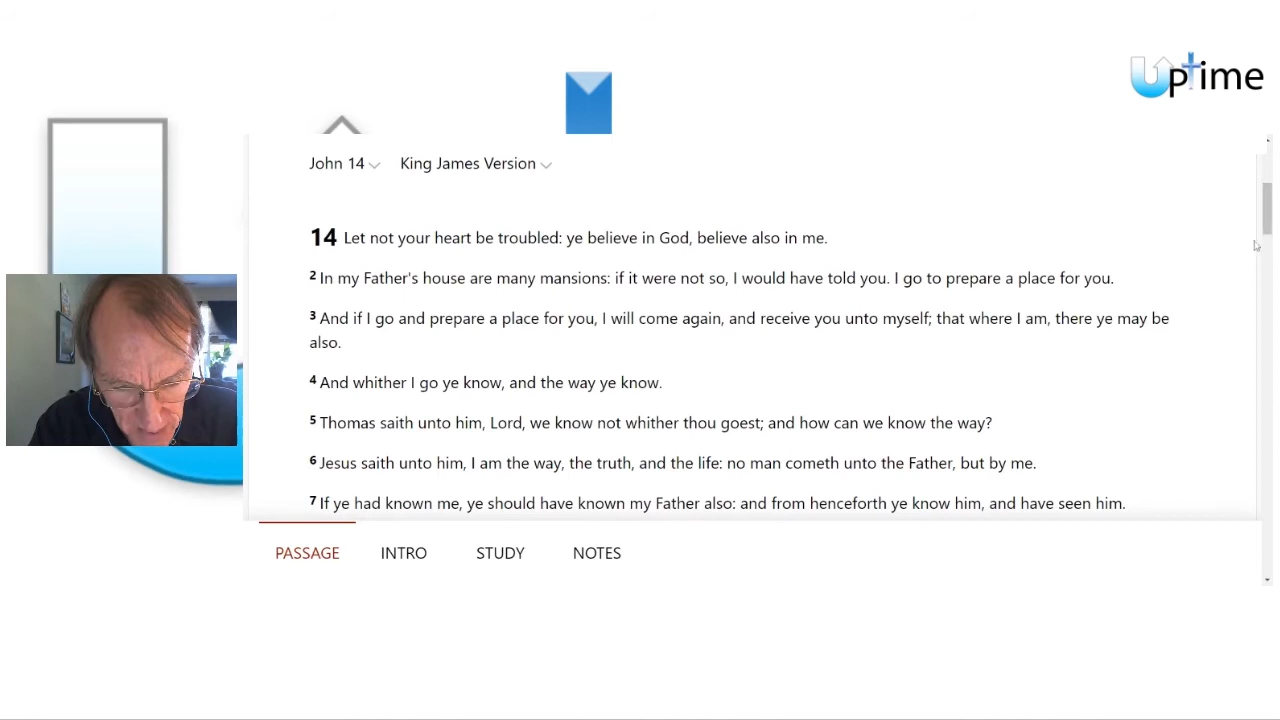 Uptime
John 14 King James Version
14 Let not your heart be troubled: ye believe in God, believe also in me.
2 In my Father's house are many mansions: if it were not so, I would have told you. I go to prepare a place for you.
3 And if I go and prepare a place for you, I will come again, and receive you unto myself; that where I am, there ye may be
also.
4 And whither I go ye know, and the way ye know.
5 Thomas saith unto him, Lord, we know not whither thou goest; and how can we know the way?
6 Jesus saith unto him, I am the way, the truth, and the life: no man cometh unto the Father, but by me.
7 If ye had known me, ye should have known my Father also: and from henceforth ye know him, and have seen him.
PASSAGE INTRO STUDY NOTES